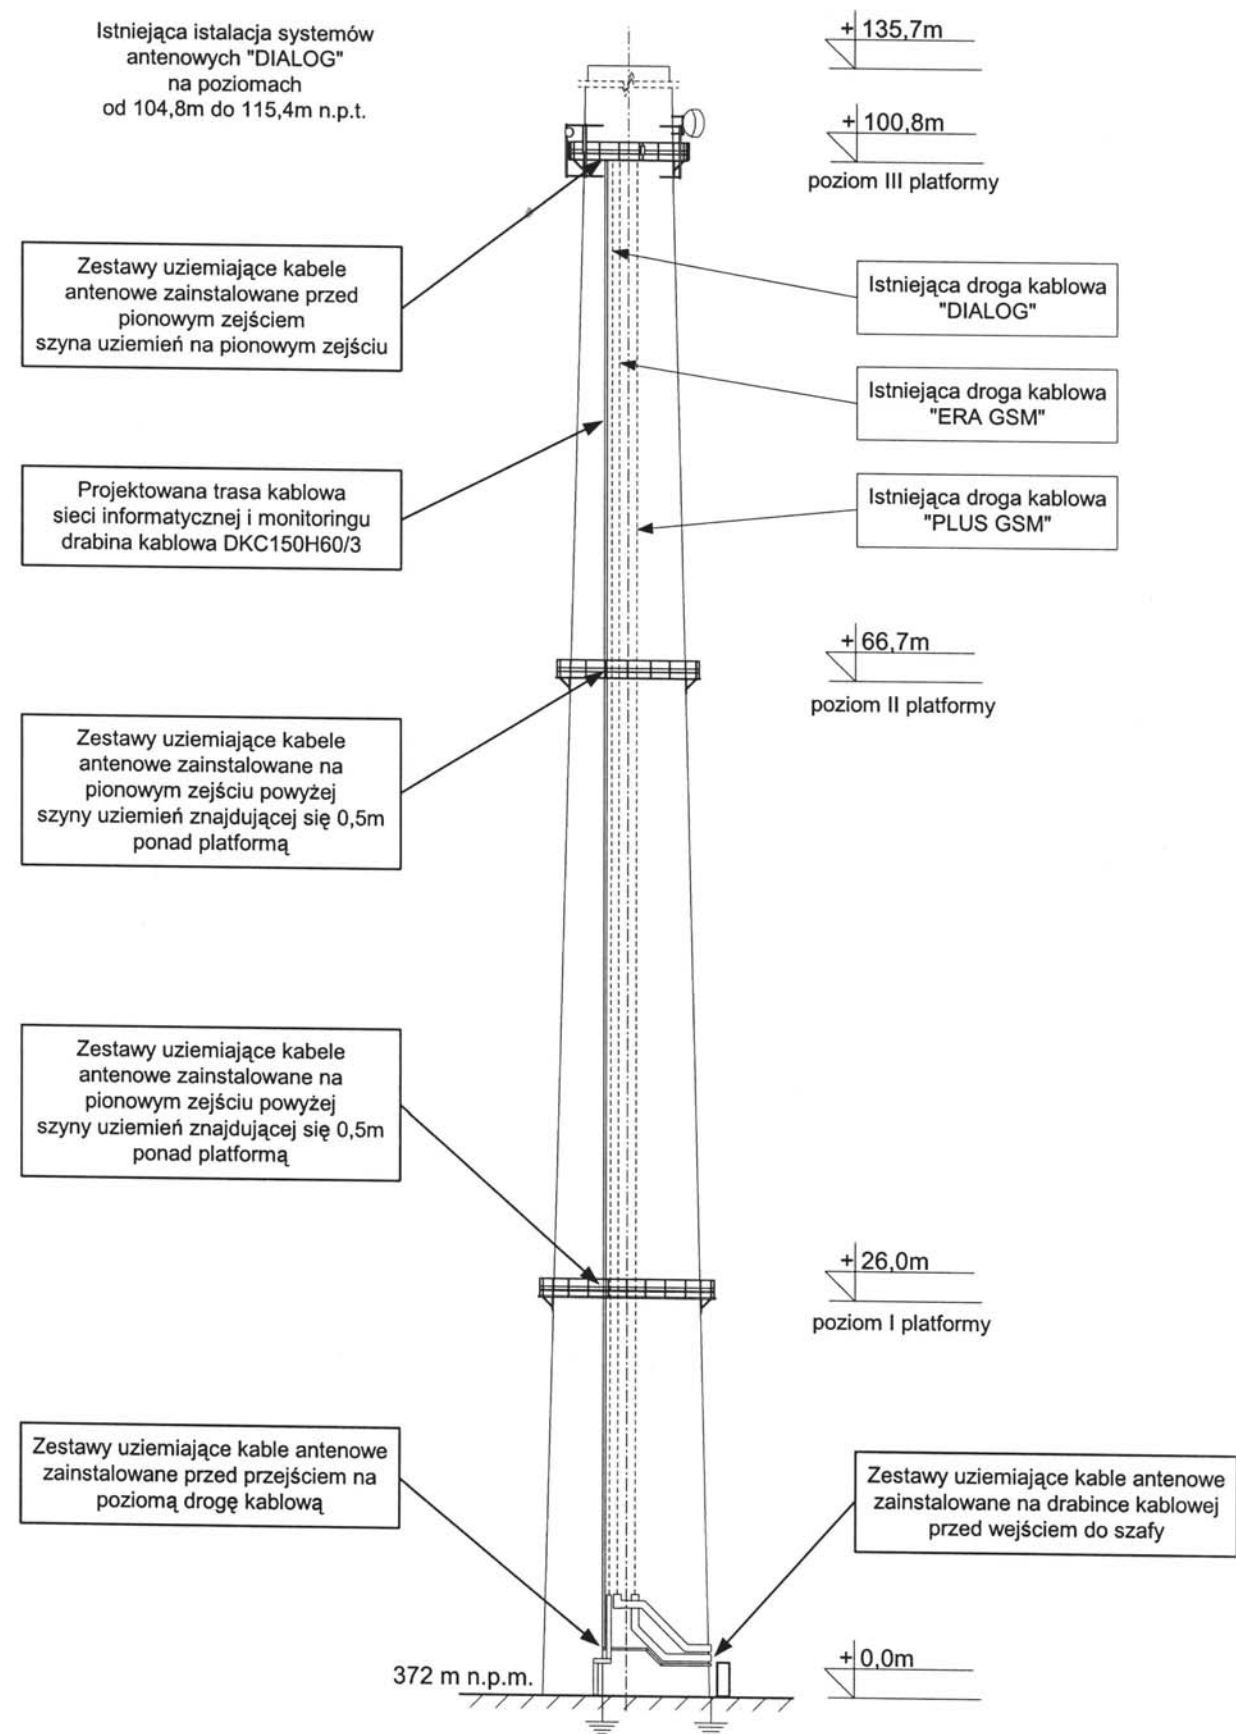 Istniejąca istalacja systemów
antenowych "DIALOG"
na poziomach
od 104,8m do 115,4m n.p.t.
+ 135,7m
+ 100,8m
poziom III platformy
Zestawy uziemiające kabele
antenowe zainstalowane przed
pionowym zejściem
szyna uziemień na pionowym zejściu
Istniejąca droga kablowa
"DIALOG"
Istniejąca droga kablowa
"ERA GSM"
Projektowana trasa kablowa
sieci informatycznej i monitoringu
drabina kablowa DKC150H60/3
Istniejąca droga kablowa
"PLUS GSM"
+ 66,7m
poziom II platformy
Zestawy uziemiające kabele
antenowe zainstalowane na
pionowym zejściu powyżej
szyny uziemień znajdującej się 0,5m
ponad platformą
Zestawy uziemiające kabele
antenowe zainstalowane na
pionowym zejściu powyżej
szyny uziemień znajdującej się 0,5m
ponad platformą
+ 26,0m
poziom I platformy
Zestawy uziemiające kable antenowe
zainstalowane przed przejściem na
poziomą drogę kablową
Zestawy uziemiające kable antenowe
zainstalowane na drabince kablowej
przed wejściem do szafy
372 m n.p.m.
+ 0,0m